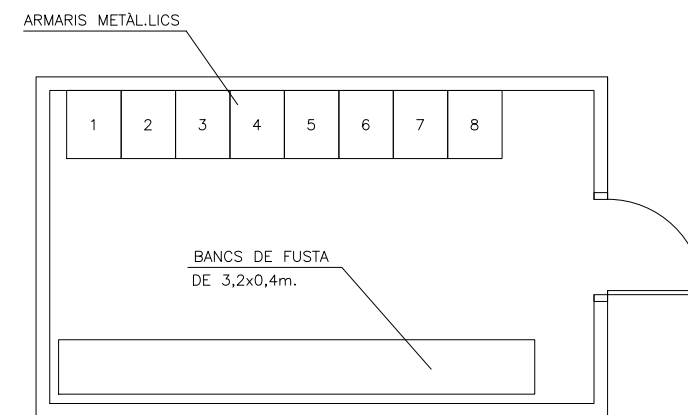 ARMARIS METÀL.LICS
1 2 3 4 5 6 7 8
BANCS DE FUSTA
DE 3,2x0,4m.